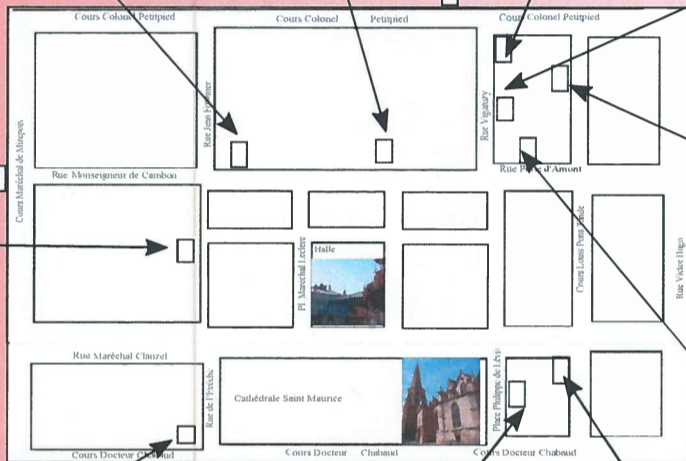 Cours Colonel Petitpied
Cours Colonel Petitpied
Cours Colonel Petitpied
Cours Maréchal de Mirepoix
Rue Jean Fournier
Rue Vigarozy
Rue Monseigneur de Cambon
Rue Porte d'Amont
Halle
Pl. Maréchal Leclerc
Cours Louis Pons Tande
Rue Victor Hugo
Rue Maréchal Clauzel
Rue de l'Evêché
Cathédrale Saint Maurice
Place Philippe de Lévis
Cours Docteur Chabaud
Cours Docteur Chabaud
Cours Docteur Chabaud